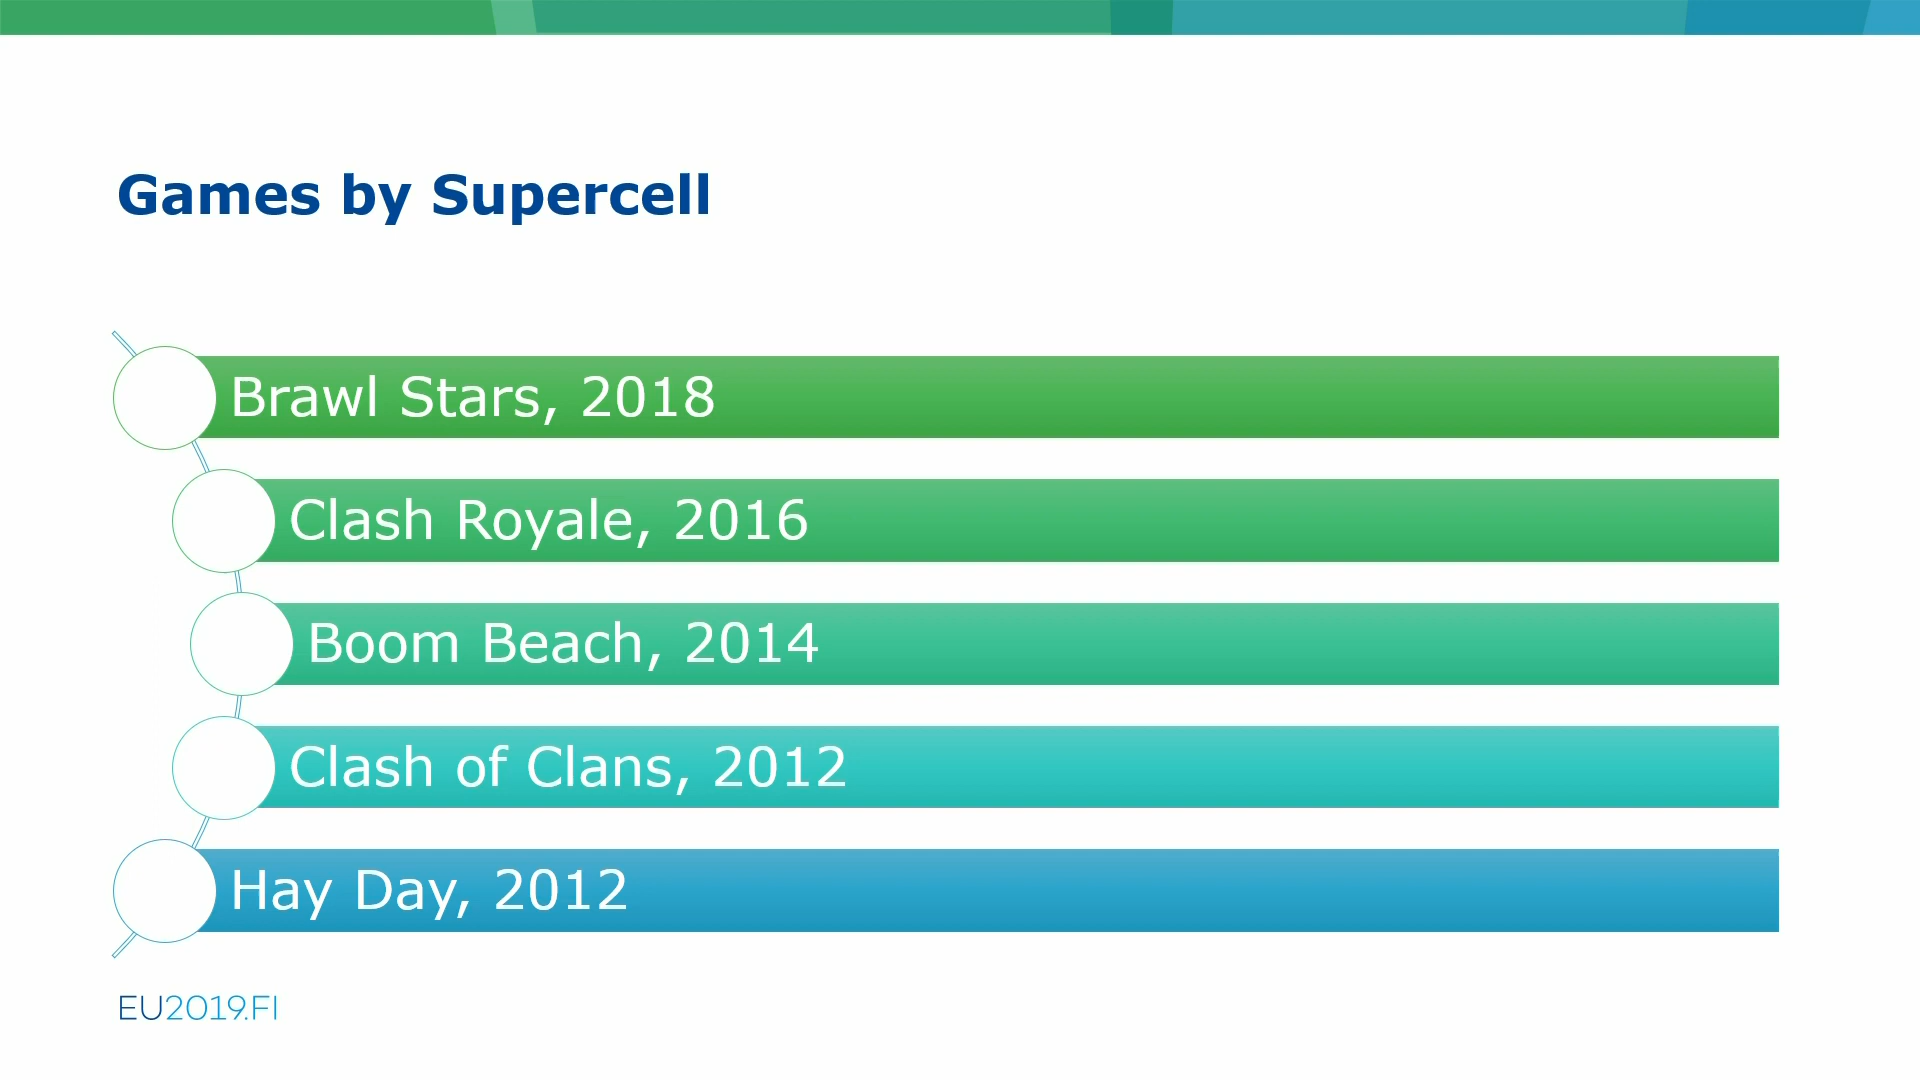 Games by Supercell
Brawl Stars, 2018
Clash Royale, 2016
Boom Beach, 2014
Clash of Clans, 2012
Hay Day, 2012
EU2019.FI